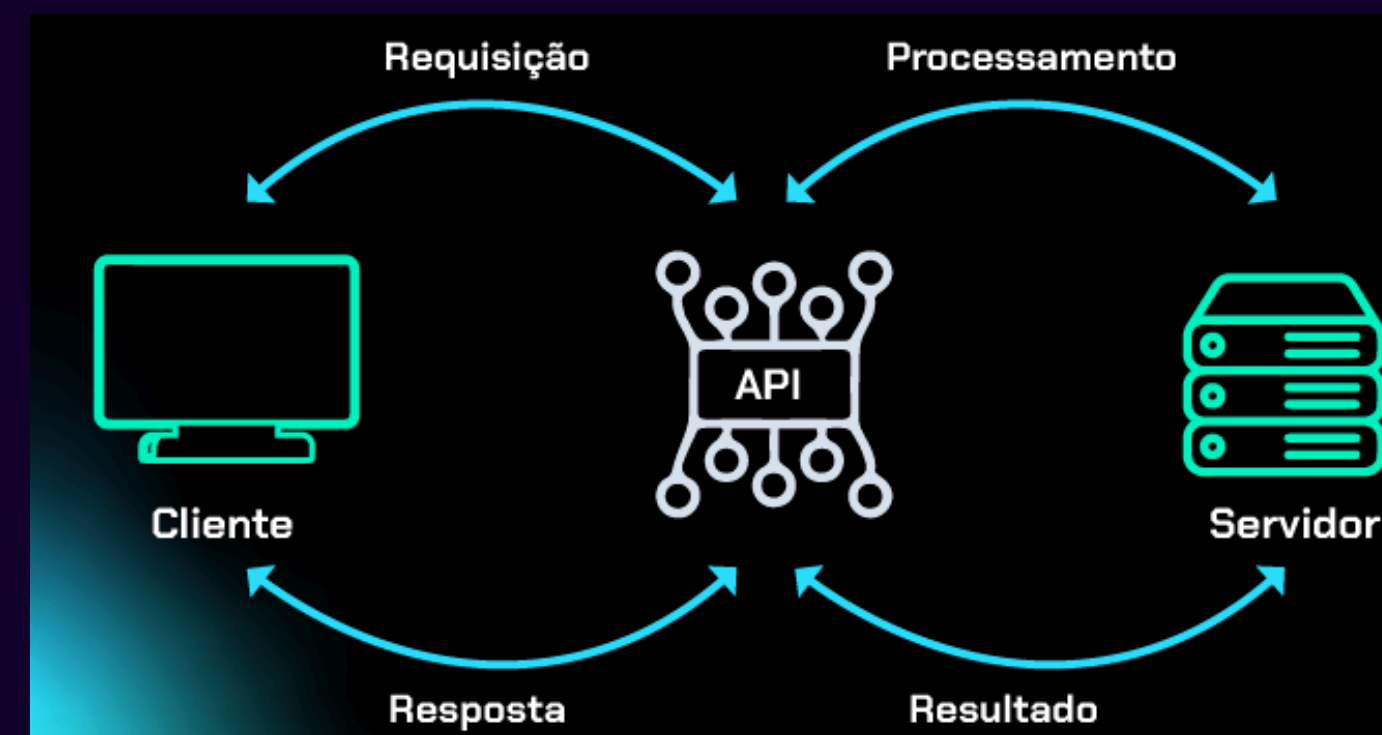 Requisição
Processamento
API
Cliente
Servidor
Resposta
Resultado